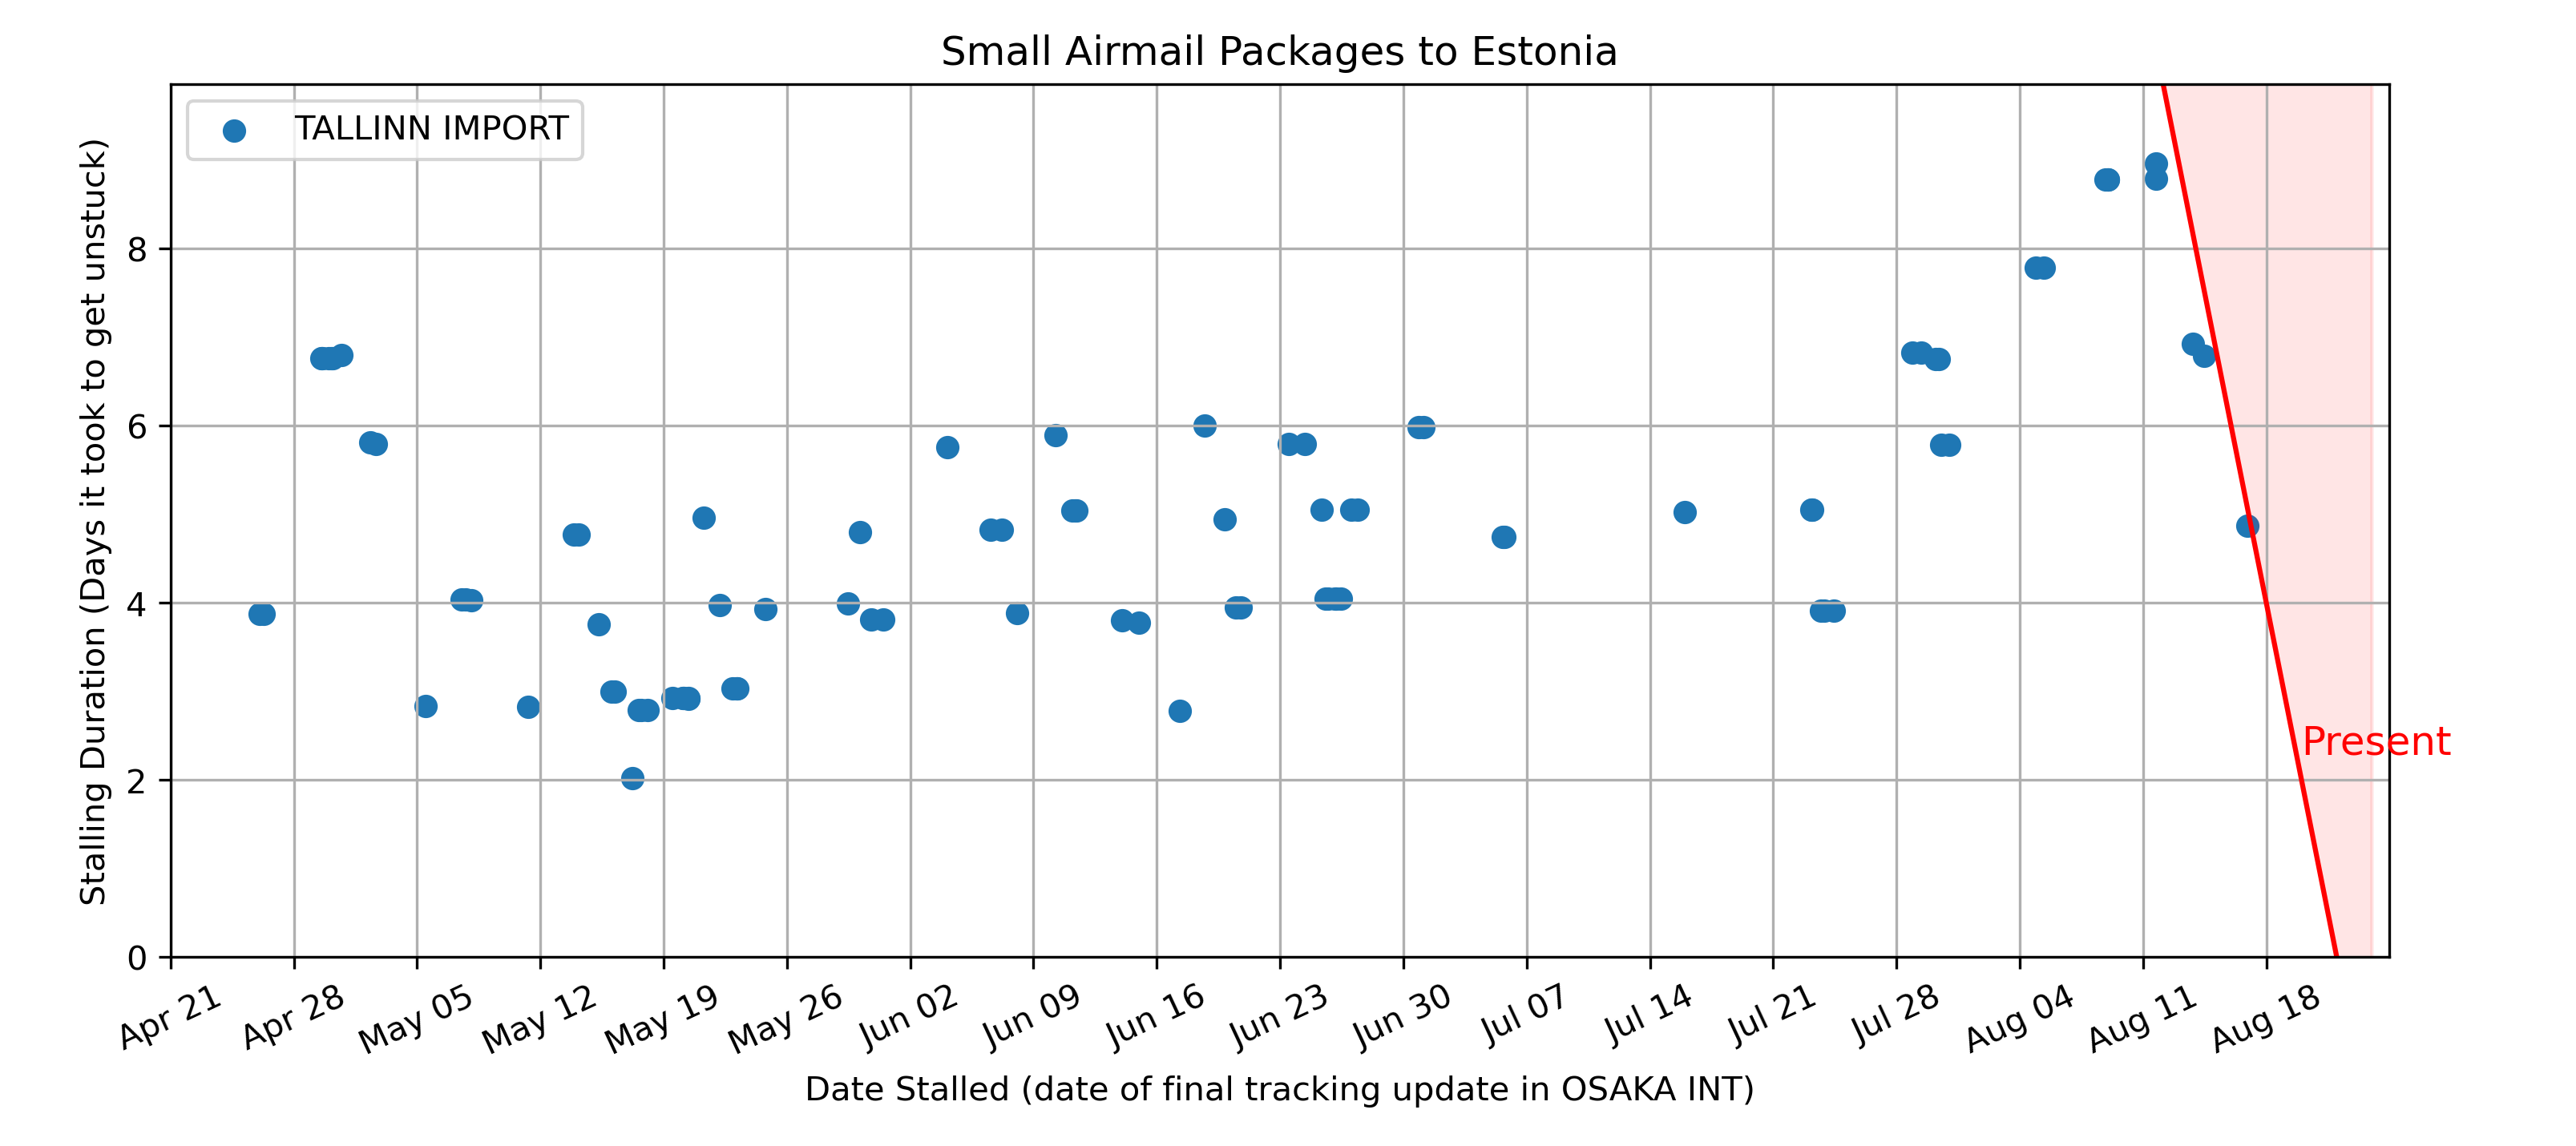 Small Airmail Packages to Estonia
TALLINN IMPORT
Stalling Duration (Days it took to get unstuck)
8
6
4
2
0
Present
Apr 21
Apr 28
May 05
May 12
May 19
May 26
Jun 02
Jun 09
Jun 16
Jun 23
Jun 30
Jul 07
Jul 14
Jul 21
Jul 28
Aug 04
Aug 11
Aug 18
Date Stalled (date of final tracking update in OSAKA INT)